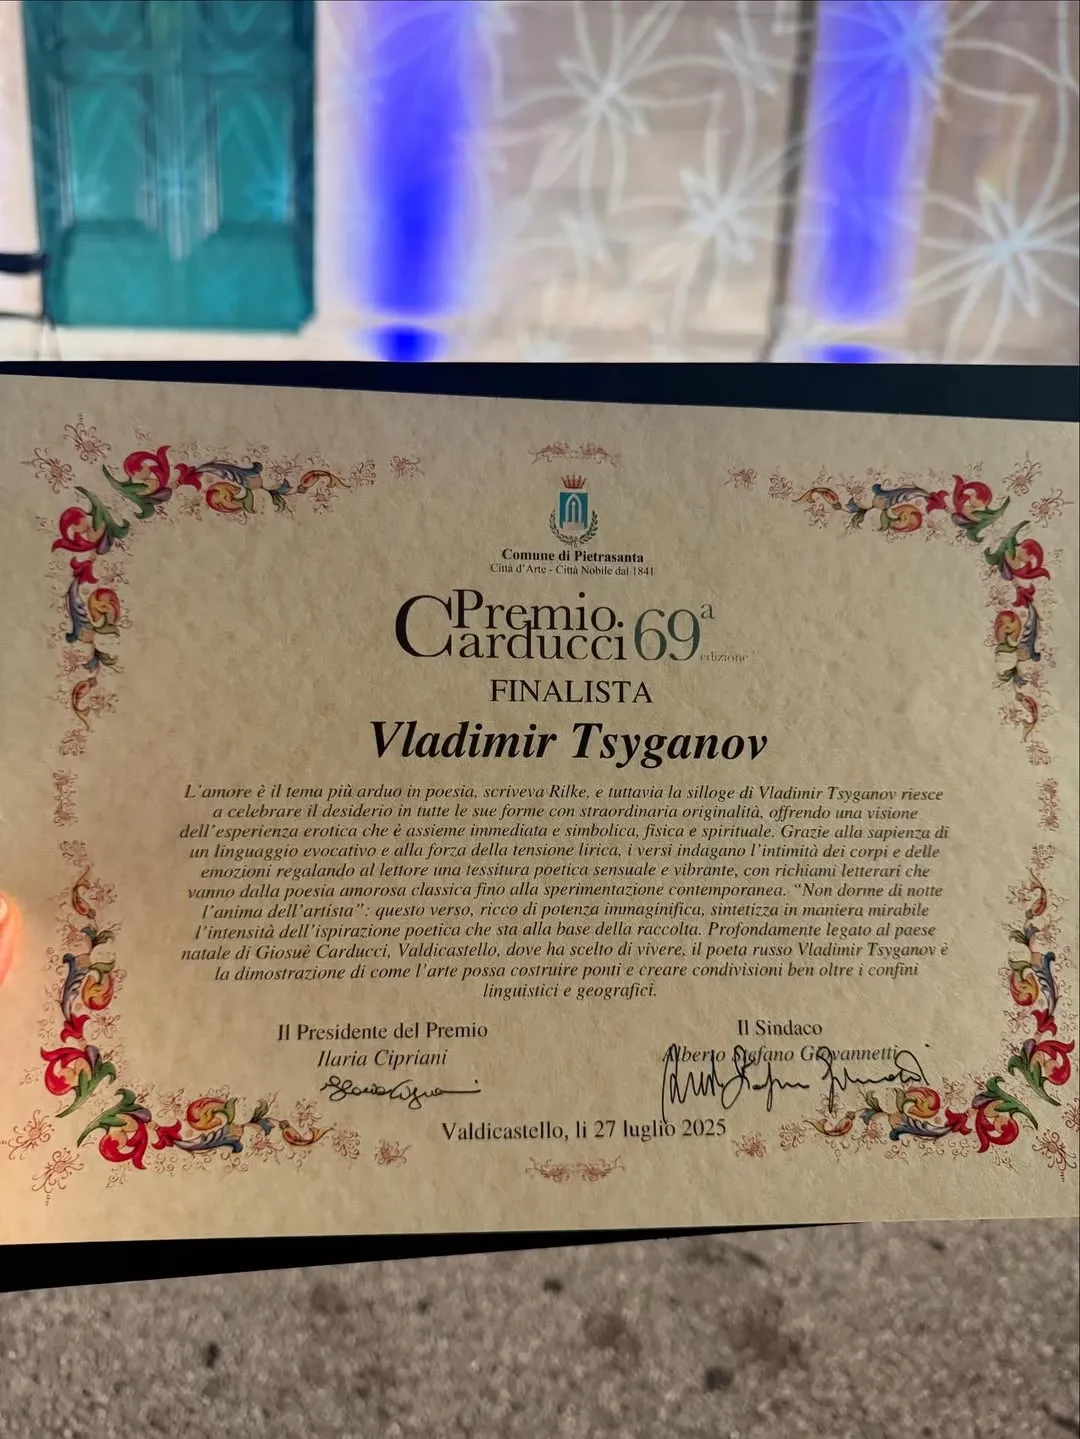 Comune di Pietrasanta
Città d'Arte - Città Nobile dal 1841
Premio
Carducci 69a
edizione
FINALISTA
Vladimir Tsyganov
L'amore è il tema più arduo in poesia, scriveva Rilke, e tuttavia la silloge di Vladimir Tsyganov riesce
a celebrare il desiderio in tutte le sue forme con straordinaria originalità, offrendo una visione
dell'esperienza erotica che è assieme immediata e simbolica, fisica e spirituale. Grazie alla sapienza di
un linguaggio evocativo e alla forza della tensione lirica, i versi indagano l'intimità dei corpi e delle
emozioni regalando al lettore una tessitura poetica sensuale e vibrante, con richiami letterari che
vanno dalla poesia amorosa classica fino alla sperimentazione contemporanea. "Non dorme di notte
l'anima dell'artista": questo verso, ricco di potenza immaginifica, sintetizza in maniera mirabile
l'intensità dell'ispirazione poetica che sta alla base della raccolta. Profondamente legato al paese
natale di Giosuè Carducci, Valdicastello, dove ha scelto di vivere, il poeta russo Vladimir Tsyganov è
la dimostrazione di come l'arte possa costruire ponti e creare condivisioni ben oltre i confini
linguistici e geografici.
Il Presidente del Premio
Ilaria Cipriani
Il Sindaco
Alberto Stefano Giovannetti
Valdicastello, li 27 luglio 2025